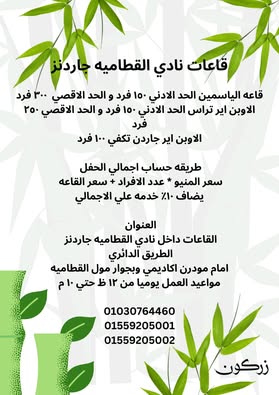 قاعات نادي القطاميه جاردنز
قاعه الياسمين الحد الادني ١٥٠ فرد و الحد الاقصي ٣٠٠ فرد
الاوبن اير تراس الحد الادني ١٥٠ فرد و الحد الاقصي ٢٥٠
فرد
الاوبن اير جاردن تكفي ١٠٠ فرد
طريقه حساب اجمالي الحفل
سعر المنيو * عدد الافراد + سعر القاعه
يضاف ١٠٪ خدمه علي الاجمالي
العنوان
القاعات داخل نادي القطاميه جاردنز
الطريق الدائري
امام مودرن اكاديمي وبجوار مول القطاميه
مواعيد العمل يوميا من ١٢ ظ حتي ١٠ م
01030764460
01559205001
01559205002
زركون